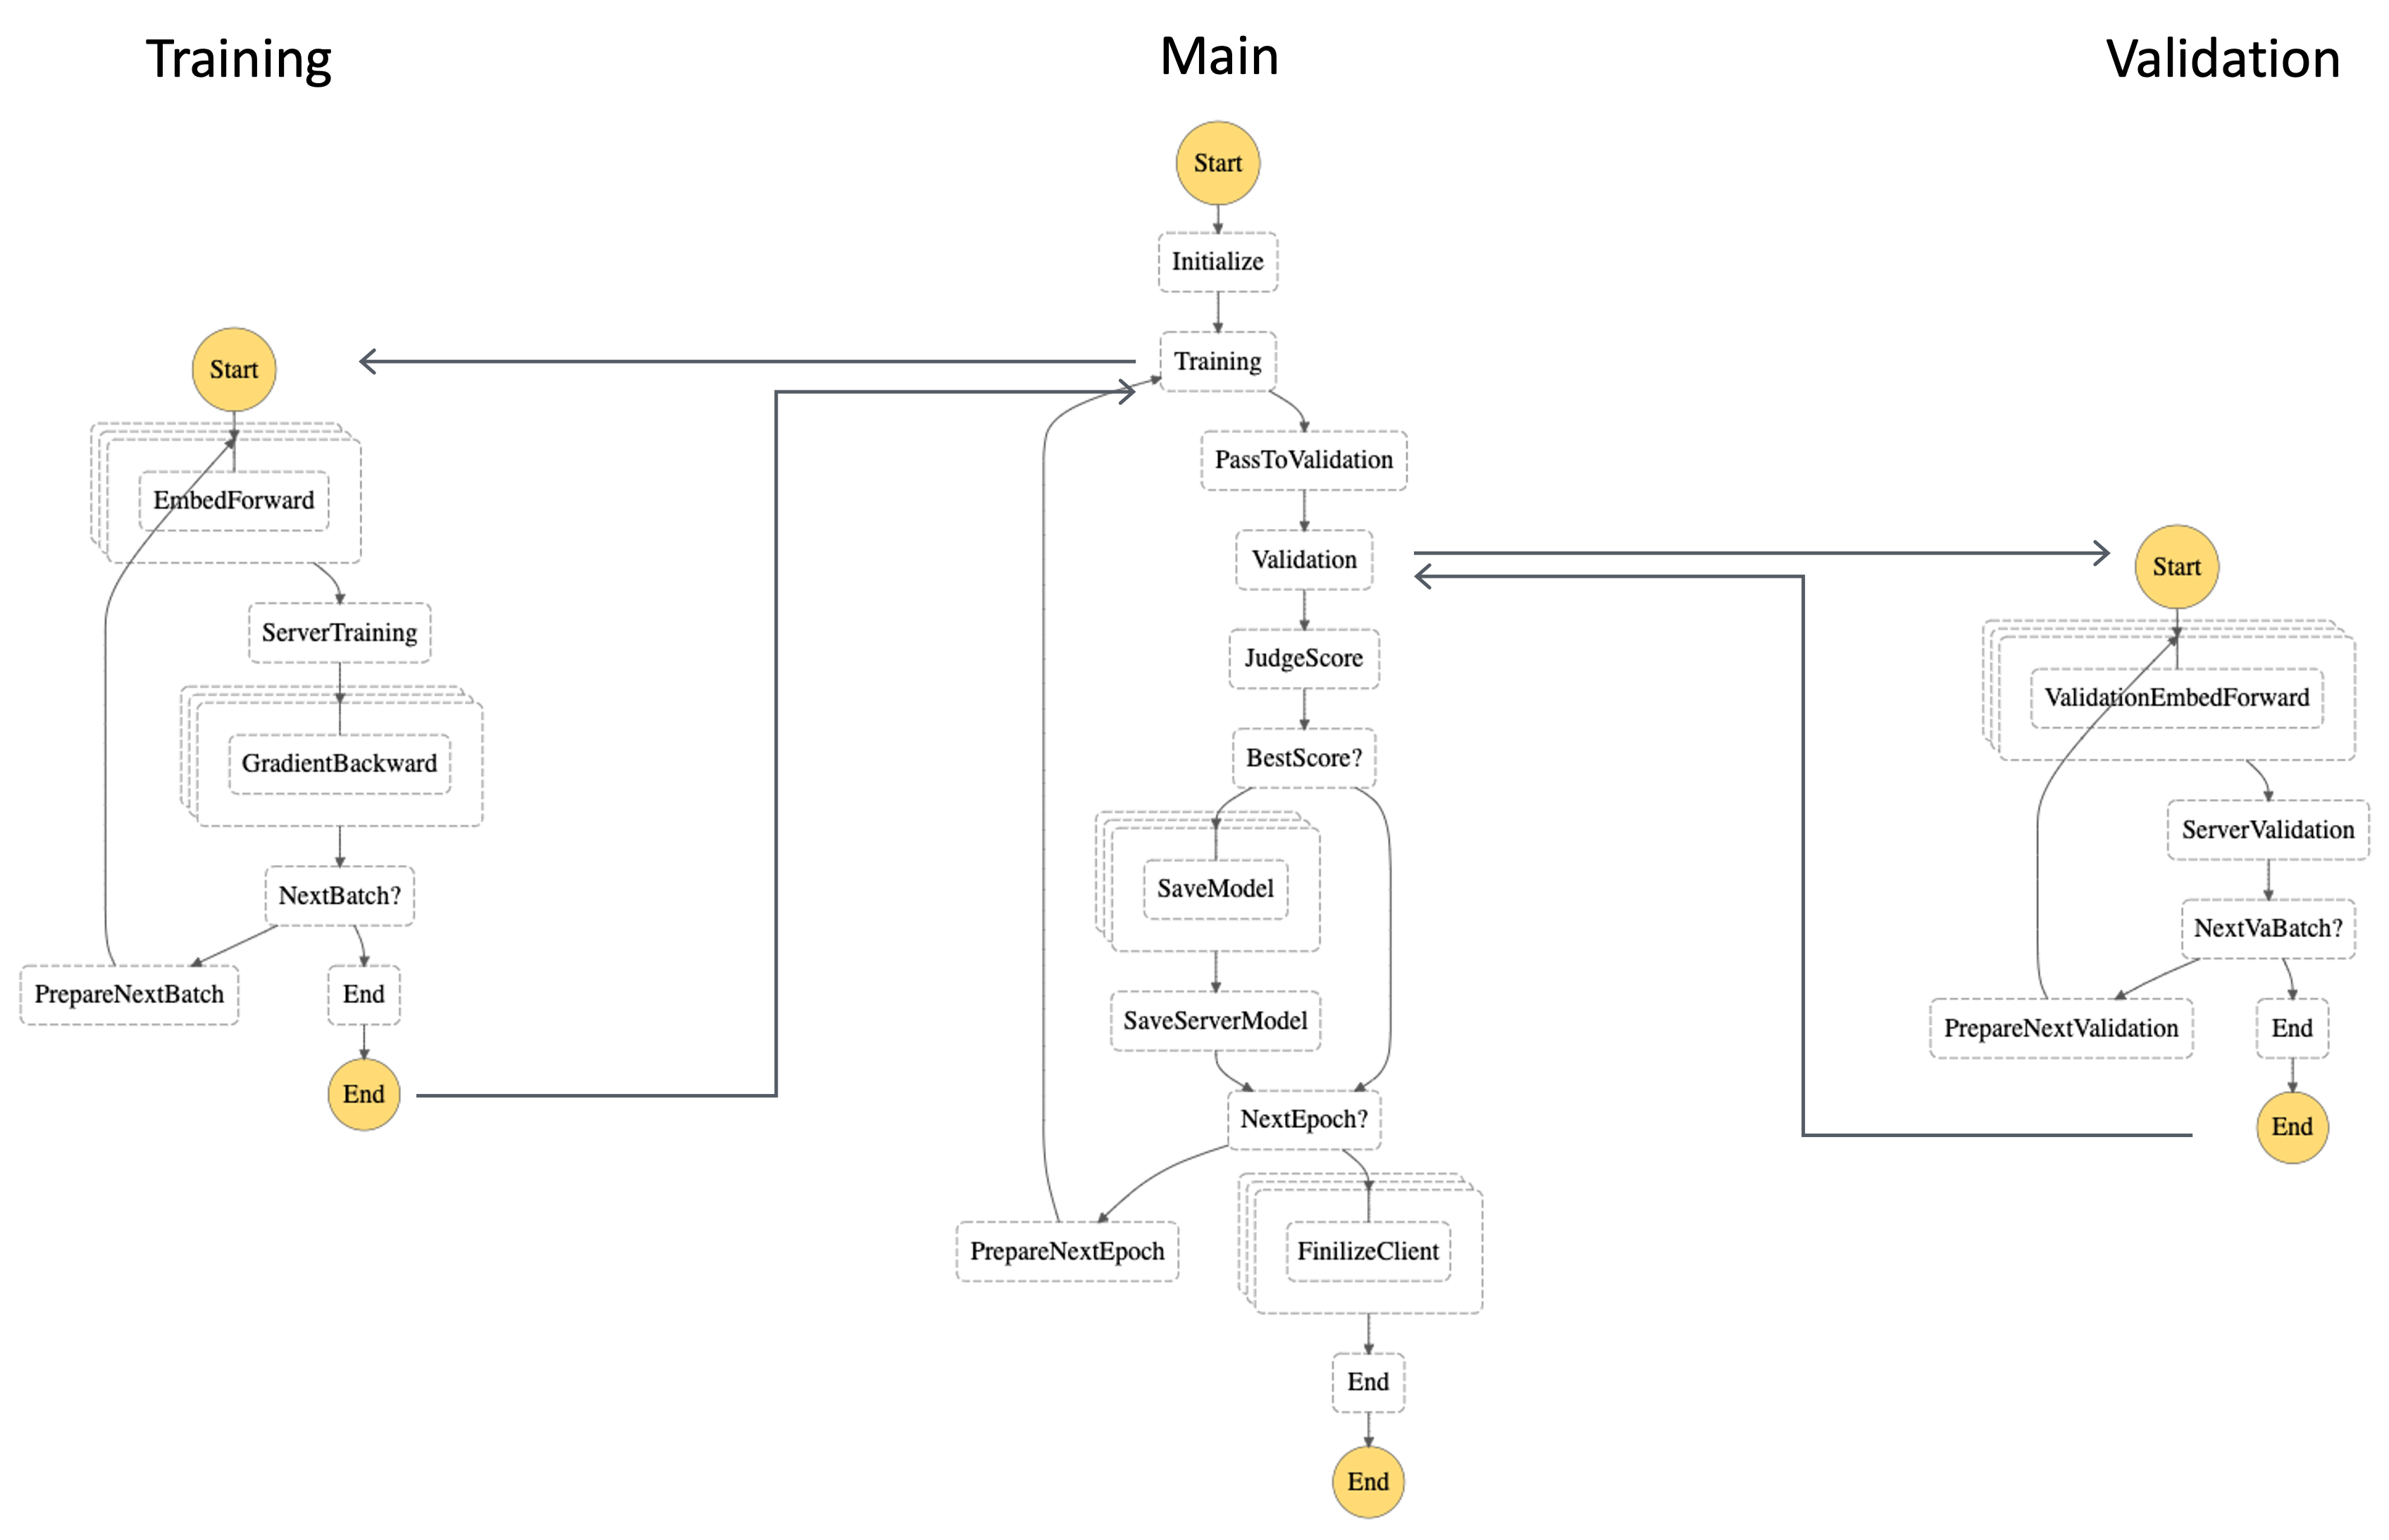 Training
Start
EmbedForward
ServerTraining
GradientBackward
NextBatch?
PrepareNextBatch
End
End
Main
Start
Initialize
Training
PassToValidation
Validation
JudgeScore
BestScore?
SaveModel
SaveServerModel
NextEpoch?
PrepareNextEpoch
FinilizeClient
End
End
Validation
Start
ValidationEmbedForward
ServerValidation
NextVaBatch?
PrepareNextValidation
End
End